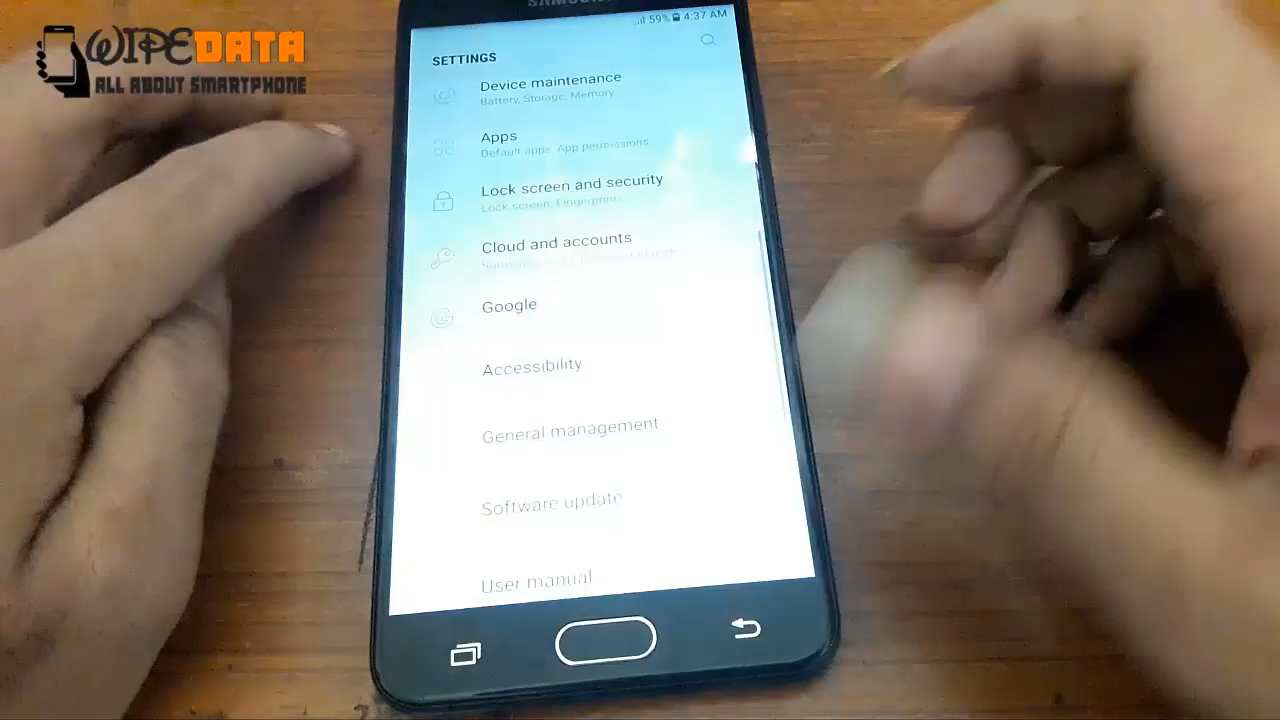 WIPEDATA
ALL ABOUT SMARTPHONE
SAMSUNG
59% 4:37 AM
SETTINGS
Device maintenance
Battery, Storage, Memory
Apps
Default apps, App permissions
Lock screen and security
Lock screen, Fingerprints
Cloud and accounts
Google
Accessibility
General management
Software update
User manual